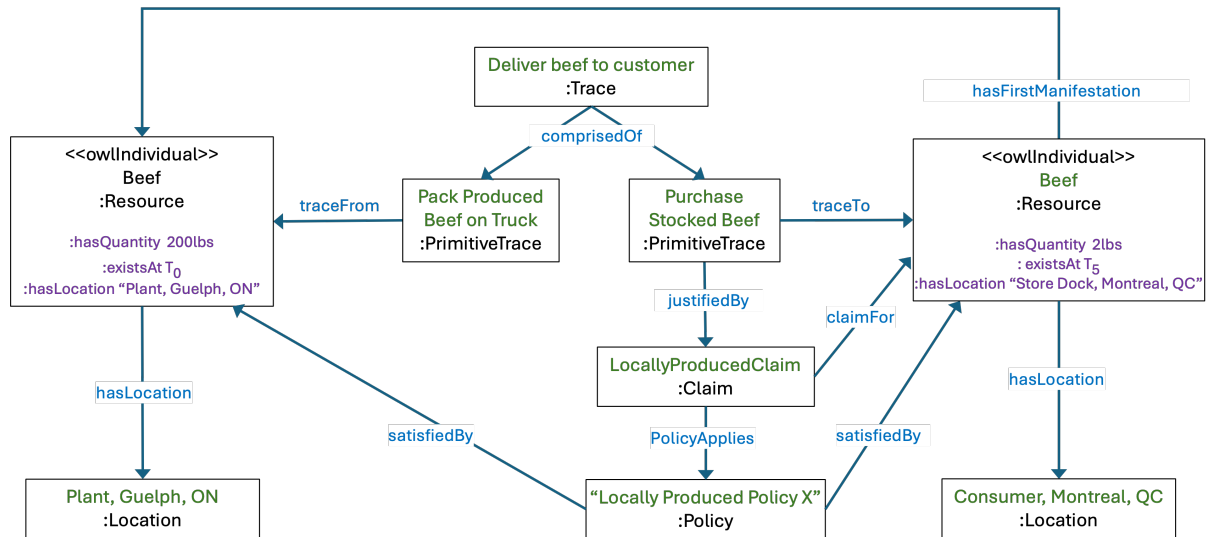 Deliver beef to customer
:Trace
hasFirstManifestation
comprisedOf
<<owlIndividual>>
Beef
:Resource
:hasQuantity 200lbs
:existsAt T0
:hasLocation “Plant, Guelph, ON”
traceFrom
Pack Produced
Beef on Truck
:PrimitiveTrace
Purchase
Stocked Beef
:PrimitiveTrace
traceTo
<<owlIndividual>>
Beef
:Resource
:hasQuantity 2lbs
: existsAt T5
:hasLocation “Store Dock, Montreal, QC”
justifiedBy
claimFor
LocallyProducedClaim
:Claim
hasLocation
hasLocation
satisfiedBy
PolicyApplies
satisfiedBy
Plant, Guelph, ON
:Location
“Locally Produced Policy X”
:Policy
Consumer, Montreal, QC
:Location